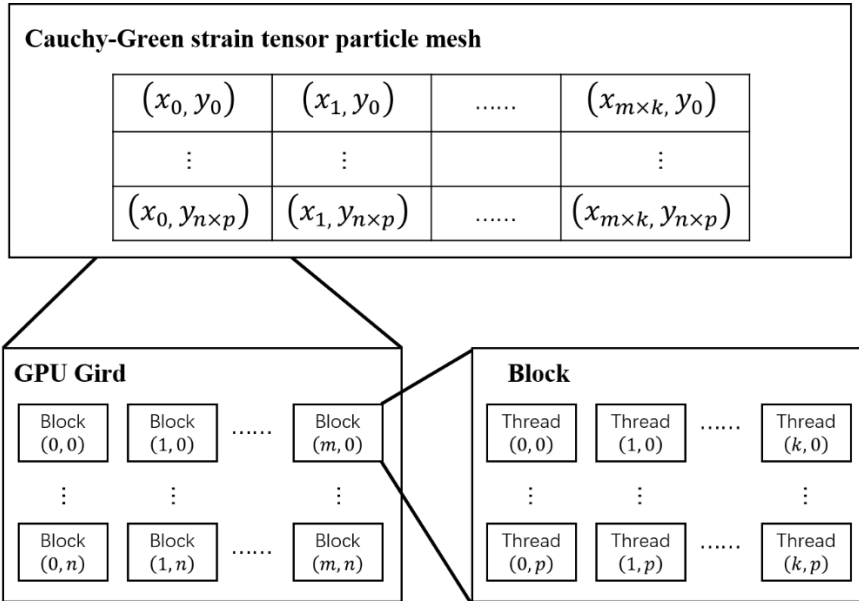 Cauchy-Green strain tensor particle mesh
(x₀, y₀) (x₁, y₀) ...... (xₘ×ₖ, y₀)
⋮ ⋮ ⋮
(x₀, yₙ×ₚ) (x₁, yₙ×ₚ) ...... (xₘ×ₖ, yₙ×ₚ)
GPU Gird
Block Block Block
(0, 0) (1, 0) ...... (m, 0)
⋮ ⋮ ⋮
Block Block Block
(0, n) (1, n) ...... (m, n)
Block
Thread Thread Thread
(0, 0) (1, 0) ...... (k, 0)
⋮ ⋮ ⋮
Thread Thread Thread
(0, p) (1, p) ...... (k, p)